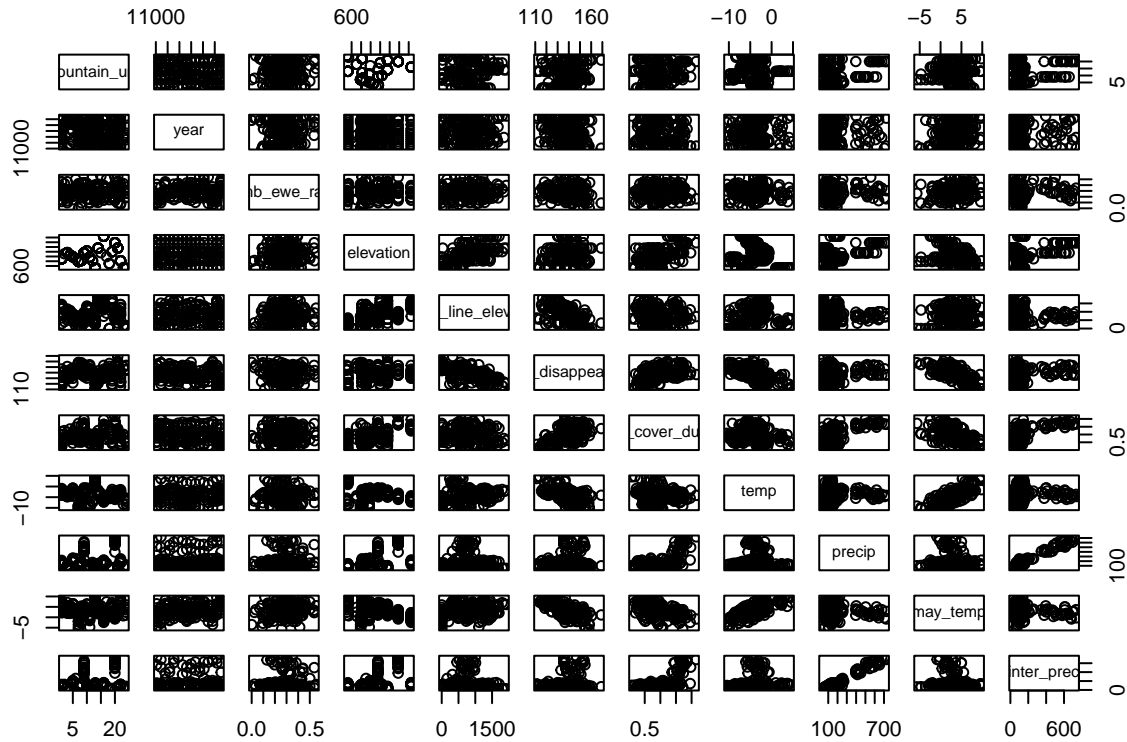 11000 600 110 160 −10 0 −5 5
ountain_u 5
year 11000
nb_ewe_ra 0.0
elevation 600
_line_elev 0
_disappea 110
_cover_du 0.5
temp −10
precip 100
may_temp −5
inter_prec 0
5 20 0.0 0.5 0 1500 0.5 100 700 0 600